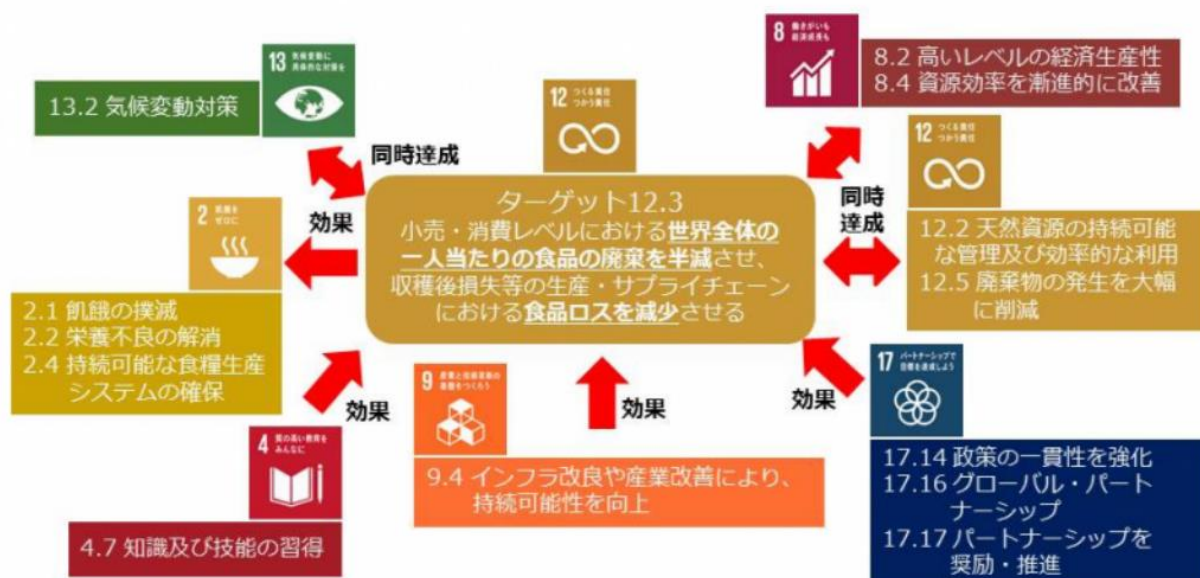 13 気候変動に
具体的な対策を
13.2 気候変動対策
同時達成
12 つくる責任
つかう責任
8 働きがいも
経済成長も
8.2 高いレベルの経済生産性
8.4 資源効率を漸進的に改善
12 つくる責任
つかう責任
同時
達成
12.2 天然資源の持続可能
な管理及び効率的な利用
12.5 廃棄物の発生を大幅
に削減
2 飢餓を
ゼロに
効果
2.1 飢餓の撲滅
2.2 栄養不良の解消
2.4 持続可能な食糧生産
システムの確保
ターゲット12.3
小売・消費レベルにおける世界全体の
一人当たりの食品の廃棄を半減させ、
収穫後損失等の生産・サプライチェーン
における食品ロスを減少させる
効果
4 質の高い教育を
みんなに
4.7 知識及び技能の習得
9 産業と技術革新の
基盤をつくろう
効果
9.4 インフラ改良や産業改善により、
持続可能性を向上
効果
17 パートナーシップで
目標を達成しよう
17.14 政策の一貫性を強化
17.16 グローバル・パート
ナーシップ
17.17 パートナーシップを
奨励・推進